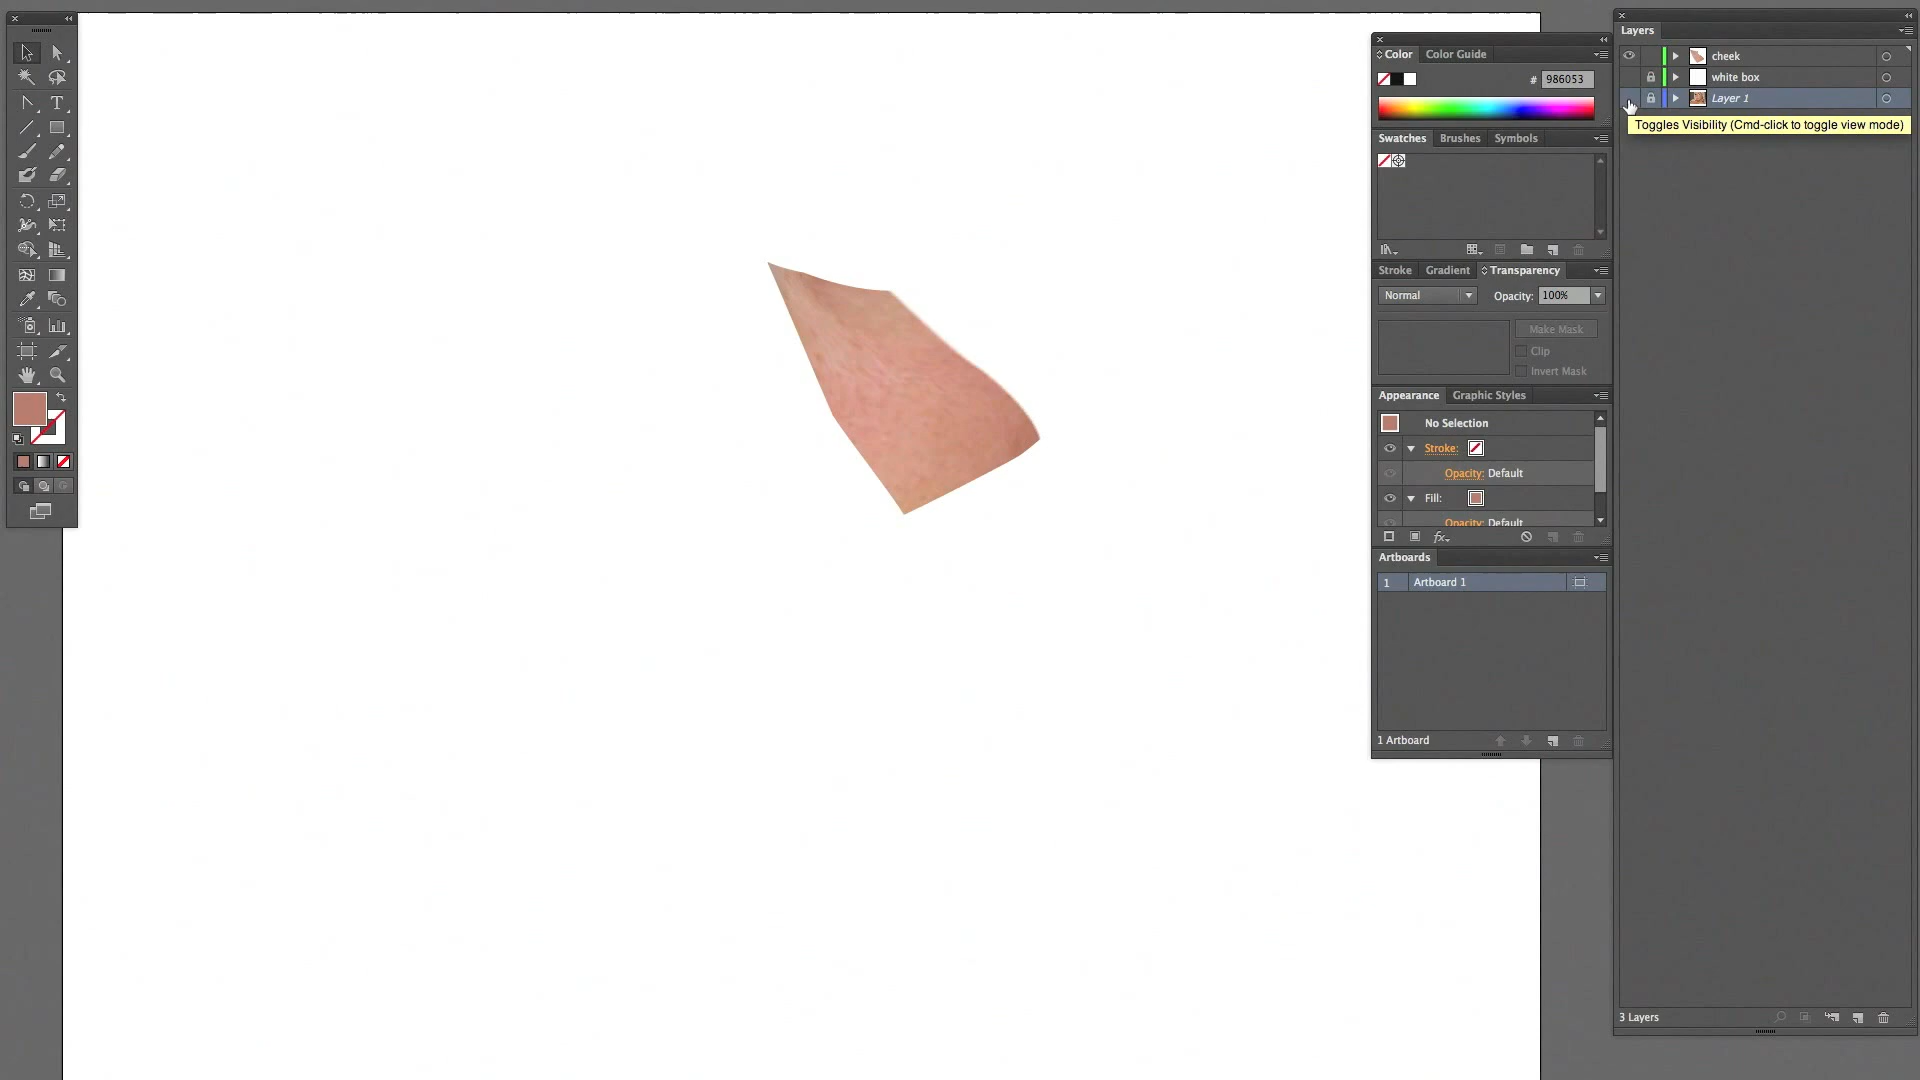 Layers
cheek
white box
Layer 1
Toggles Visibility (Cmd-click to toggle view mode)
3 Layers
Color
Color Guide
# 986053
Swatches
Brushes
Symbols
Stroke
Gradient
Transparency
Normal
Opacity: 100%
Make Mask
Clip
Invert Mask
Appearance
Graphic Styles
No Selection
Stroke:
Opacity: Default
Fill:
Opacity: Default
fx
Artboards
1 Artboard 1
1 Artboard
T